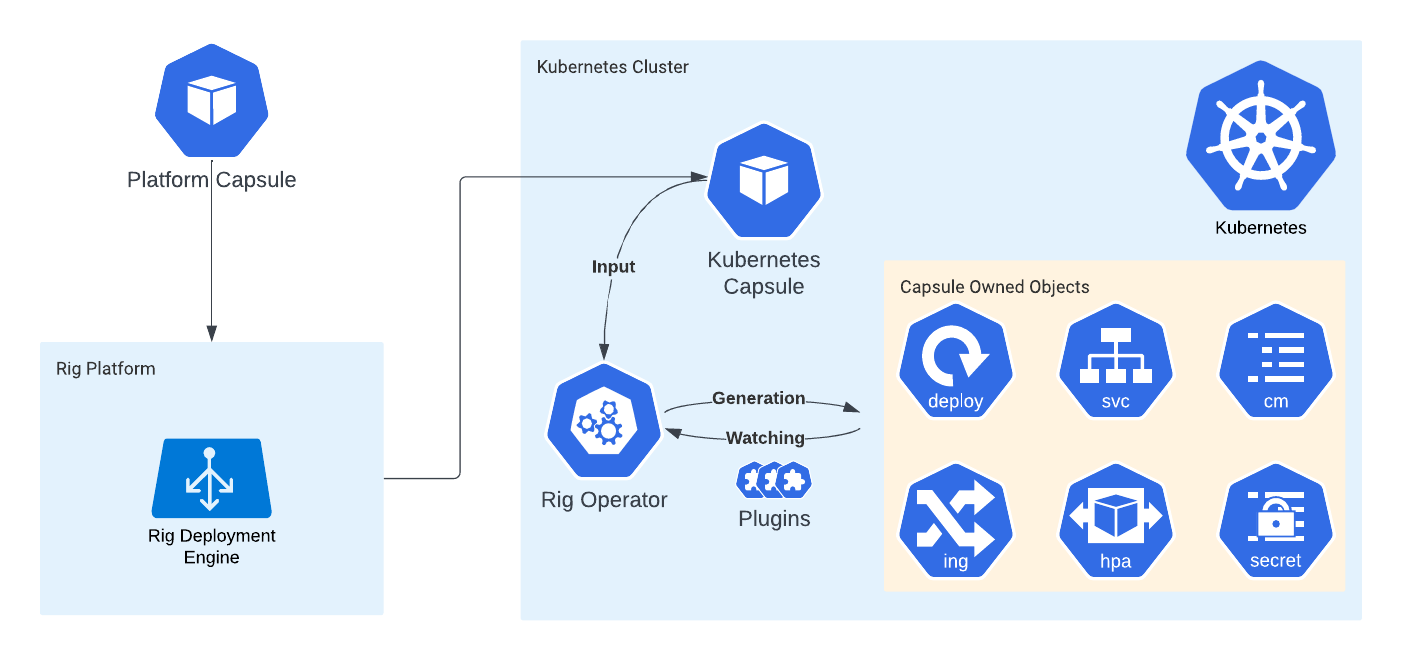 Platform Capsule
Rig Platform
Rig Deployment
Engine
Kubernetes Cluster
Kubernetes
Kubernetes
Capsule
Input
Rig Operator
Generation
Watching
Plugins
Capsule Owned Objects
deploy
svc
cm
ing
hpa
secret